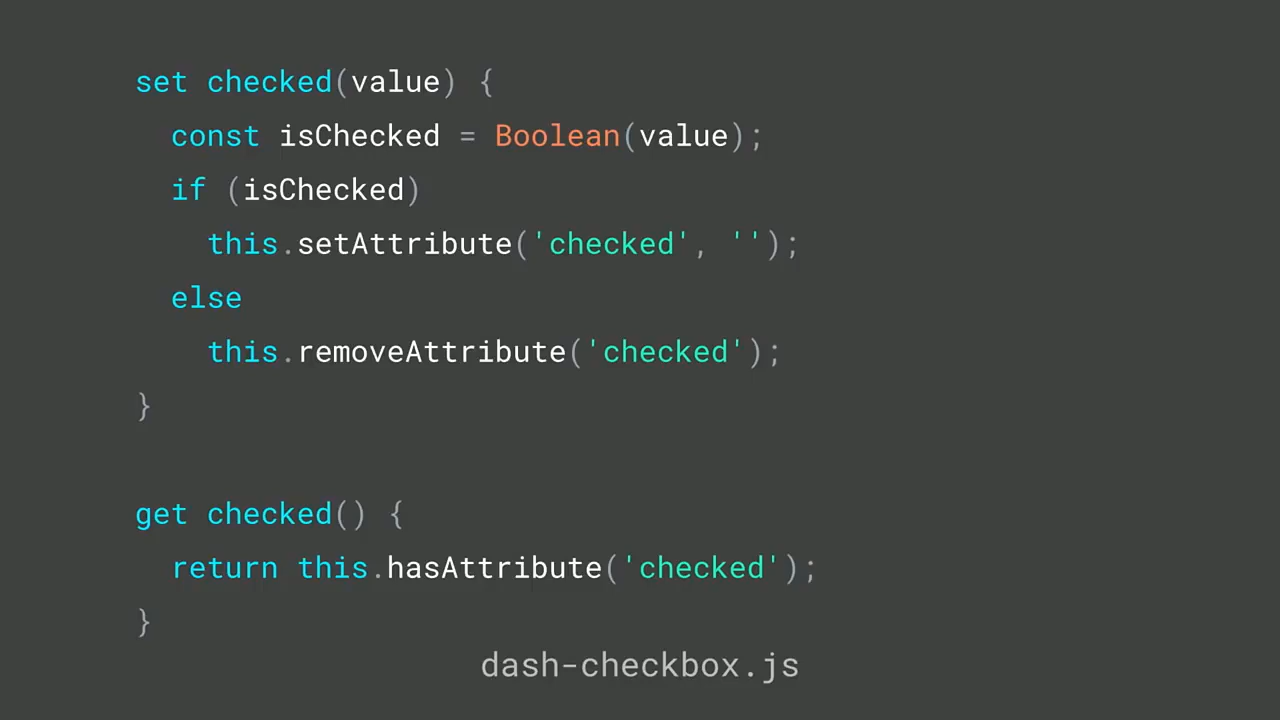 set checked(value) {
  const isChecked = Boolean(value);
  if (isChecked)
    this.setAttribute('checked', '');
  else
    this.removeAttribute('checked');
}

get checked() {
  return this.hasAttribute('checked');
}
dash-checkbox.js